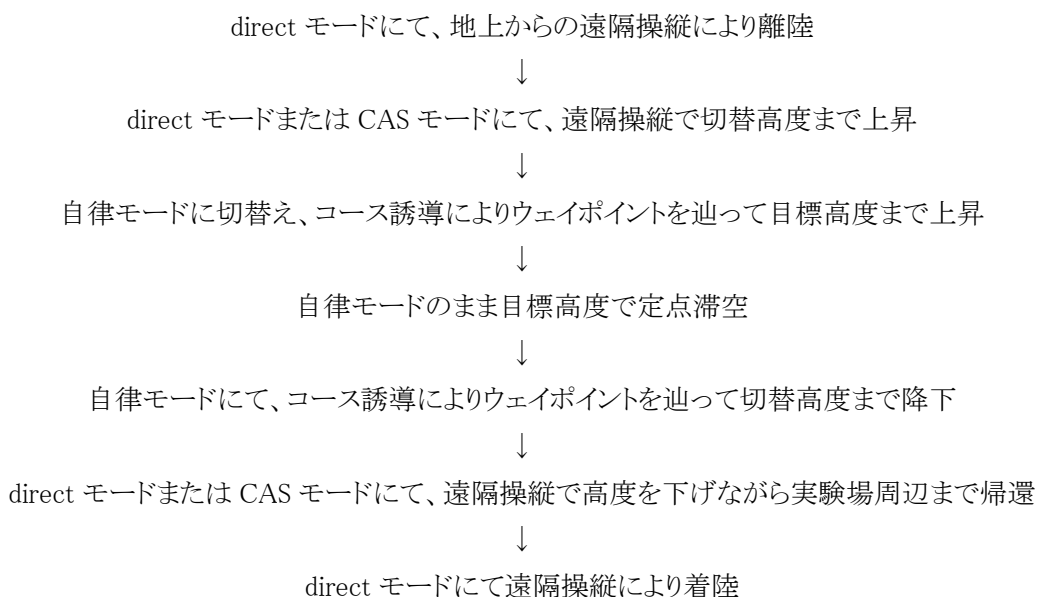 direct モードにて、地上からの遠隔操縦により離陸
↓
direct モードまたは CAS モードにて、遠隔操縦で切替高度まで上昇
↓
自律モードに切替え、コース誘導によりウェイポイントを辿って目標高度まで上昇
↓
自律モードのまま目標高度で定点滞空
↓
自律モードにて、コース誘導によりウェイポイントを辿って切替高度まで降下
↓
direct モードまたは CAS モードにて、遠隔操縦で高度を下げながら実験場周辺まで帰還
↓
direct モードにて遠隔操縦により着陸